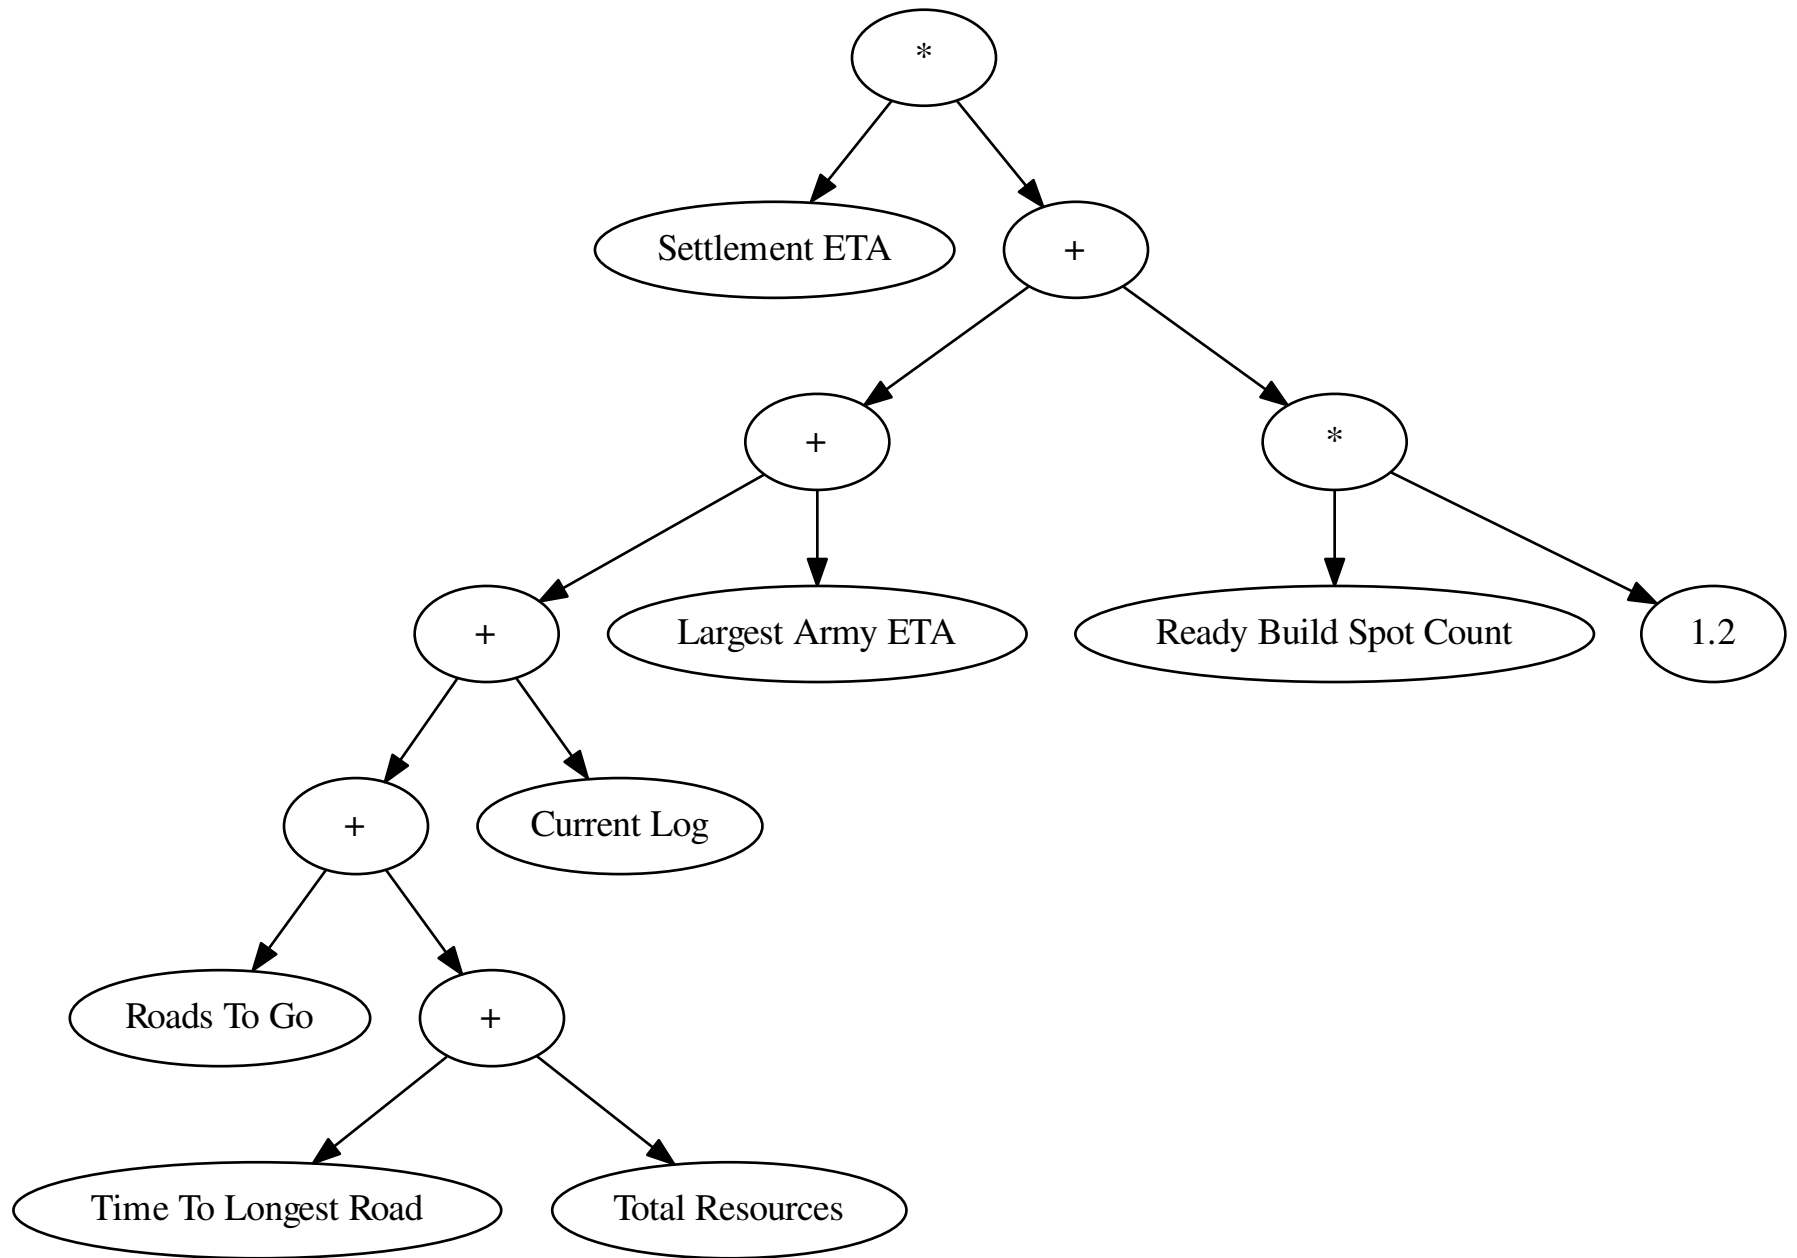 *
Settlement ETA
+
+
*
+
Largest Army ETA
Ready Build Spot Count
1.2
+
Current Log
Roads To Go
+
Time To Longest Road
Total Resources